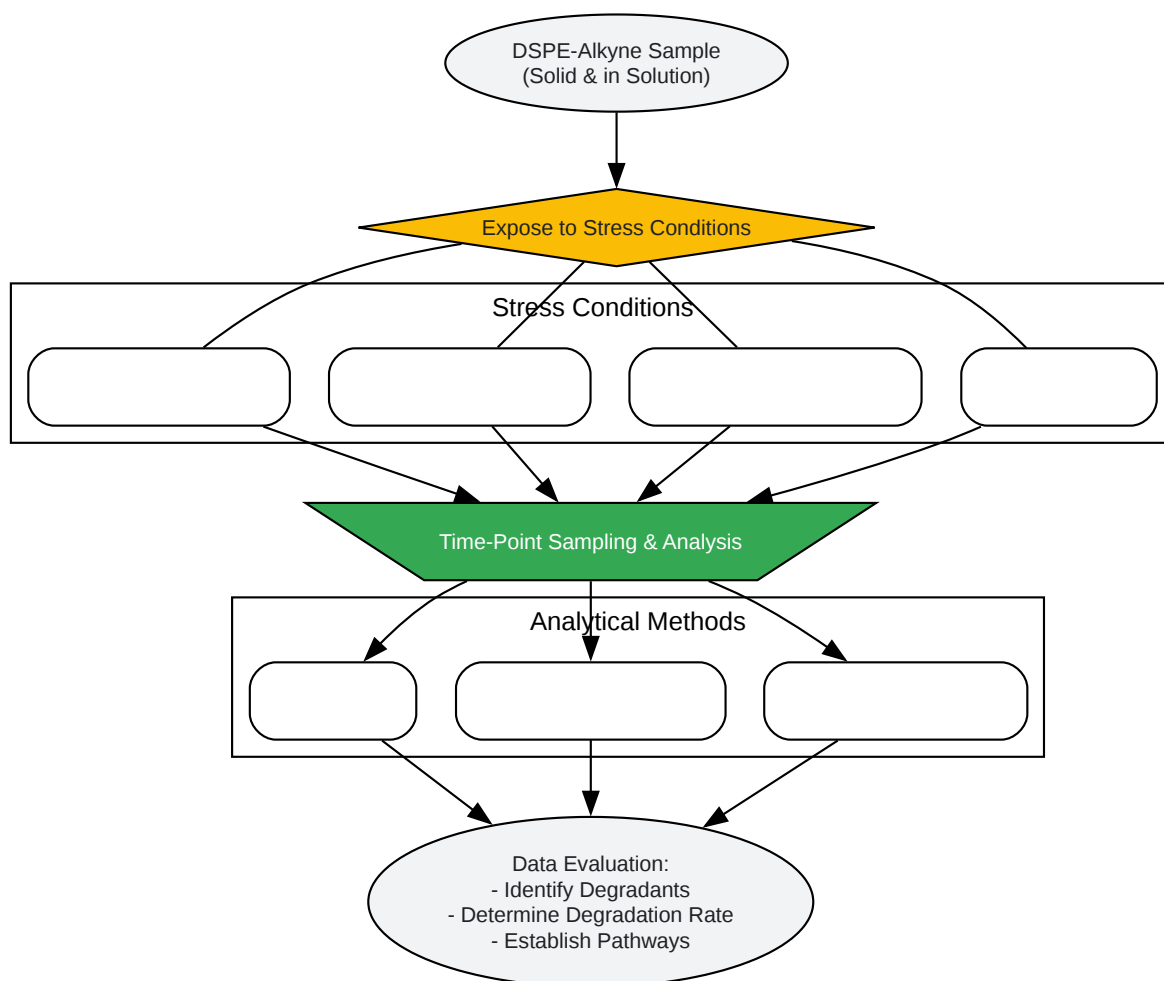 DSPE-Alkyne Sample
(Solid & in Solution)
Expose to Stress Conditions
Stress Conditions
Time-Point Sampling & Analysis
Analytical Methods
Data Evaluation:
- Identify Degradants
- Determine Degradation Rate
- Establish Pathways